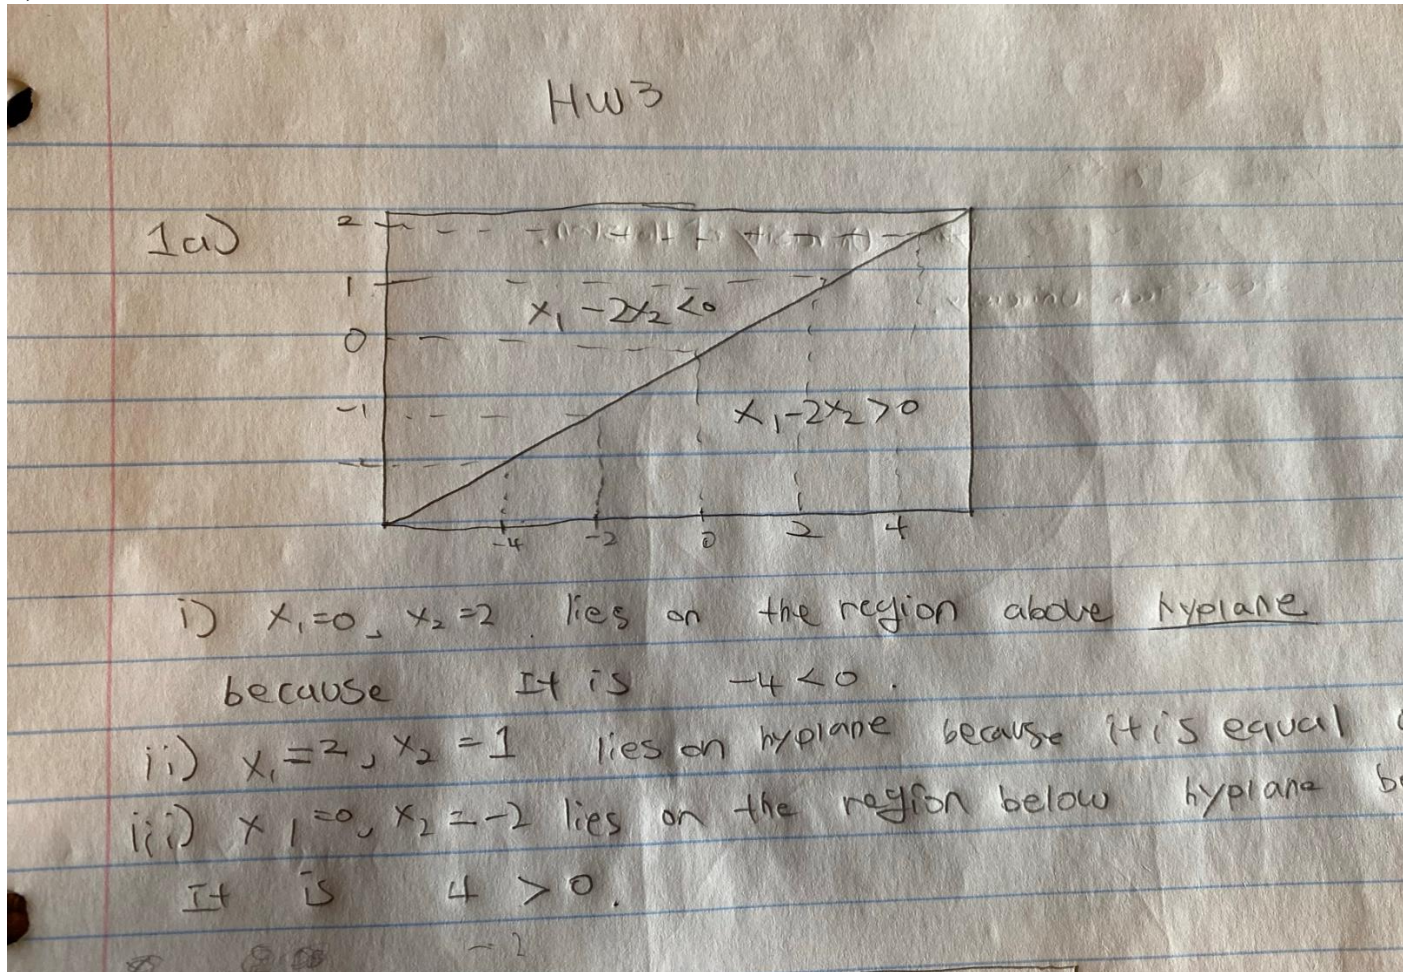 HW3
1a)
2
1
x₁ - 2x₂ < 0
0
-1
x₁ - 2x₂ > 0
-4 -2 0 2 4
i) x₁=0, x₂=2. lies on the region above hyplane
because It is -4 < 0.
ii) x₁=2, x₂=1 lies on hyplane because it is equal
iii) x₁=0, x₂=-2 lies on the region below hyplane
It is 4 > 0.